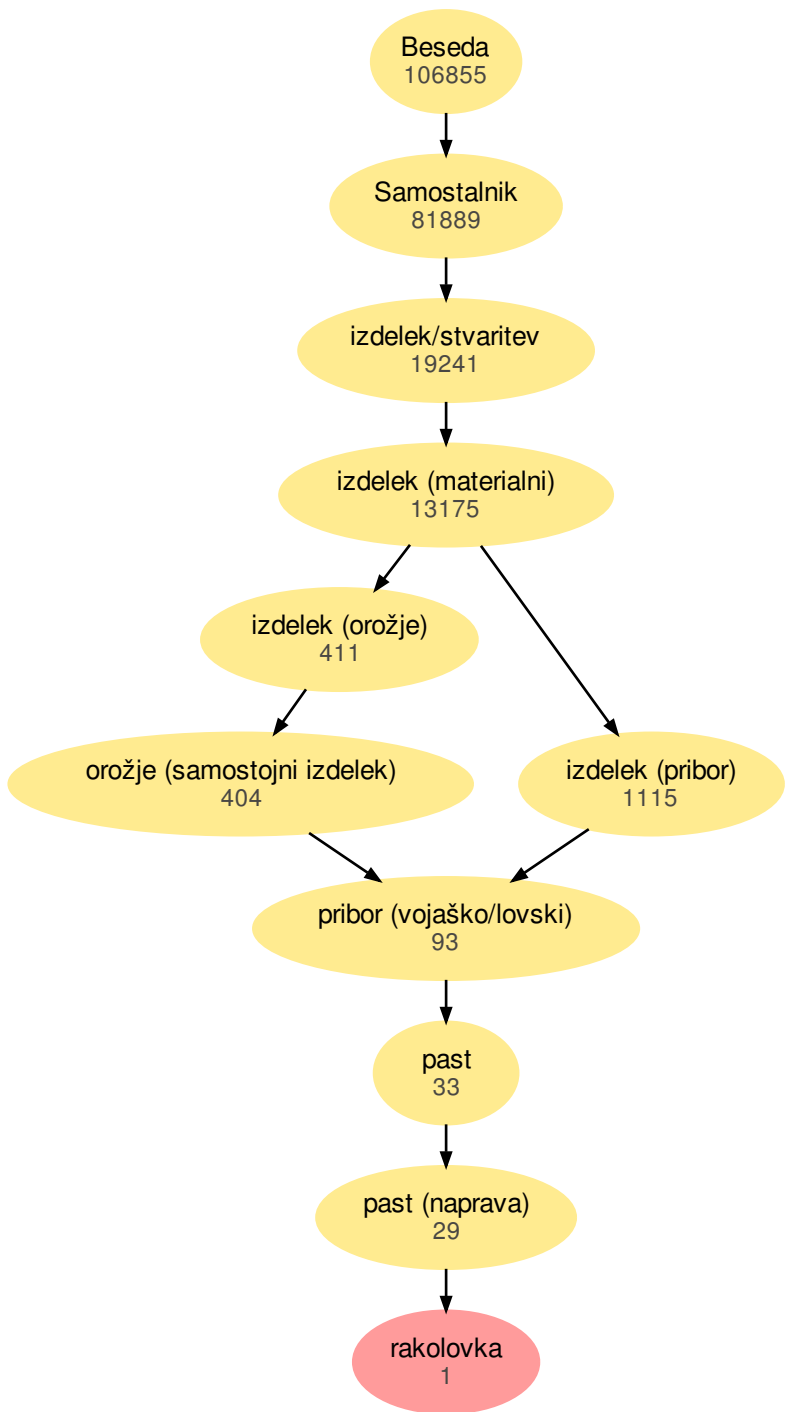 Beseda
106855
Samostalnik
81889
izdelek/stvaritev
19241
izdelek (materialni)
13175
izdelek (orožje)
411
orožje (samostojni izdelek)
404
izdelek (pribor)
1115
pribor (vojaško/lovski)
93
past
33
past (naprava)
29
rakolovka
1